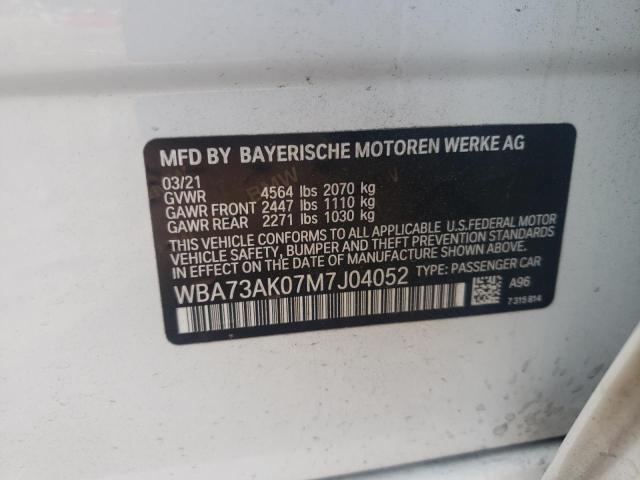 MFD BY BAYERISCHE MOTOREN WERKE AG
03/21
GVWR 4564 lbs 2070 kg
GAWR FRONT 2447 lbs 1110 kg
GAWR REAR 2271 lbs 1030 kg
THIS VEHICLE CONFORMS TO ALL APPLICABLE U.S.FEDERAL MOTOR
VEHICLE SAFETY, BUMPER AND THEFT PREVENTION STANDARDS
IN EFFECT ON THE DATE OF MANUFACTURE SHOWN ABOVE.
WBA73AK07M7J04052 TYPE: PASSENGER CAR
A96
7 315 814